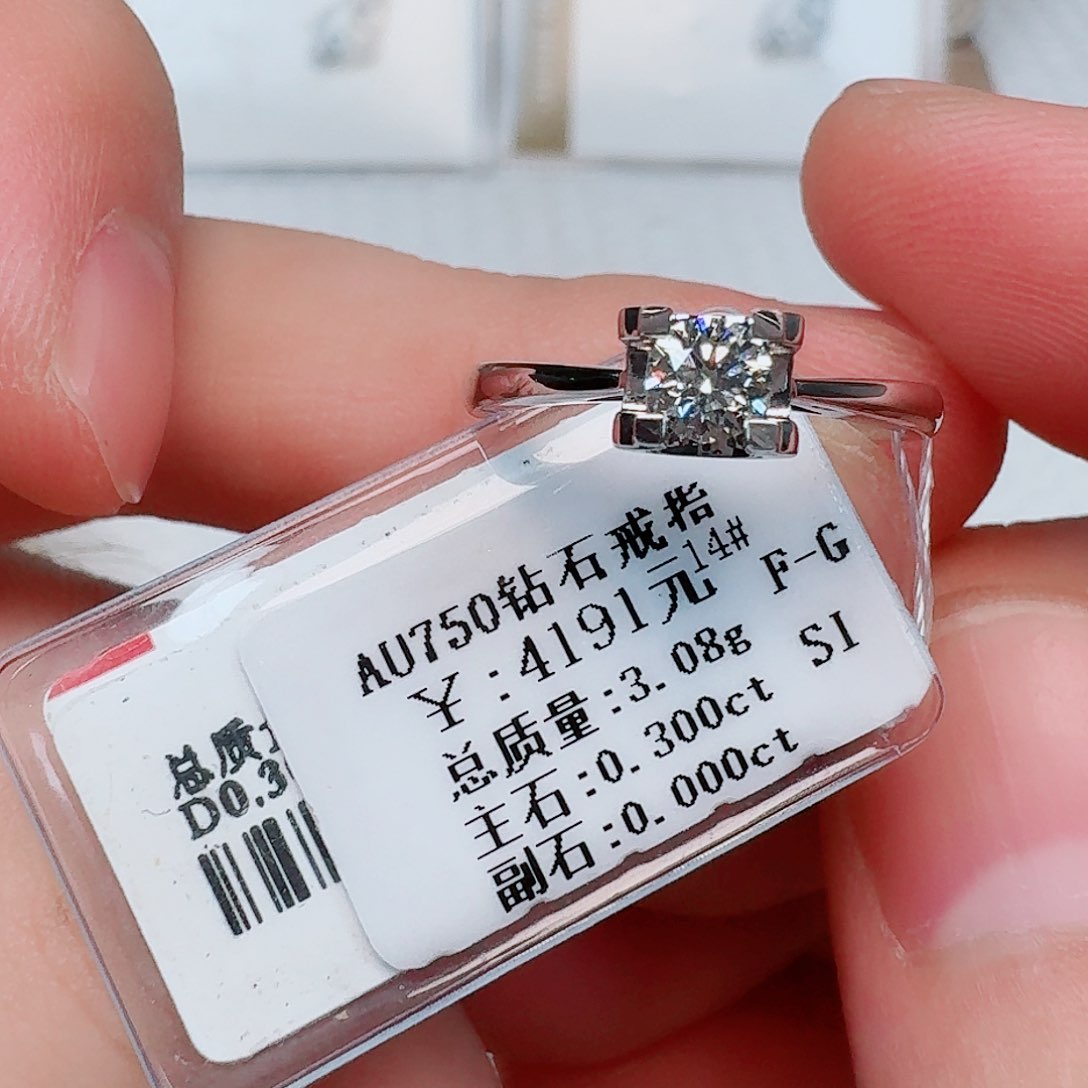 AU750钻石戒指
￥:4191元 14#
总质量:3.08g F-G
主石:0.300ct SI
副石:0.000ct
总质
D0.3